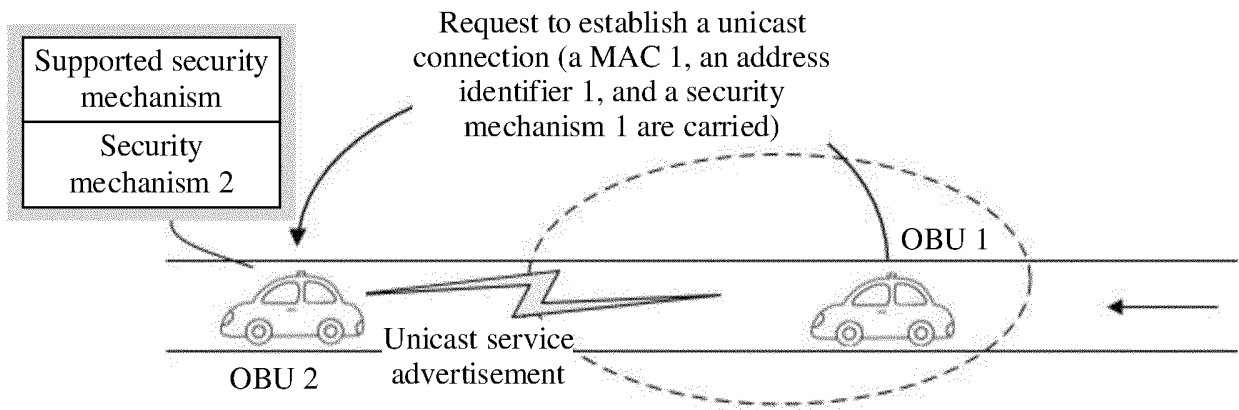 Supported security
mechanism
Security
mechanism 2
Request to establish a unicast
connection (a MAC 1, an address
identifier 1, and a security
mechanism 1 are carried)
OBU 1
Unicast service
advertisement
OBU 2